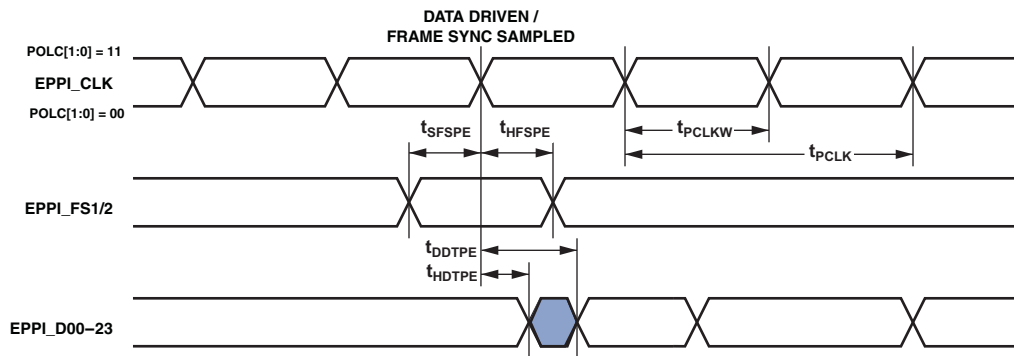 DATA DRIVEN /
FRAME SYNC SAMPLED
POLC[1:0] = 11
EPPI_CLK
POLC[1:0] = 00
tSFSPE
tHFSPE
tPCLKW
tPCLK
EPPI_FS1/2
tDDTPE
tHDTPE
EPPI_D00–23